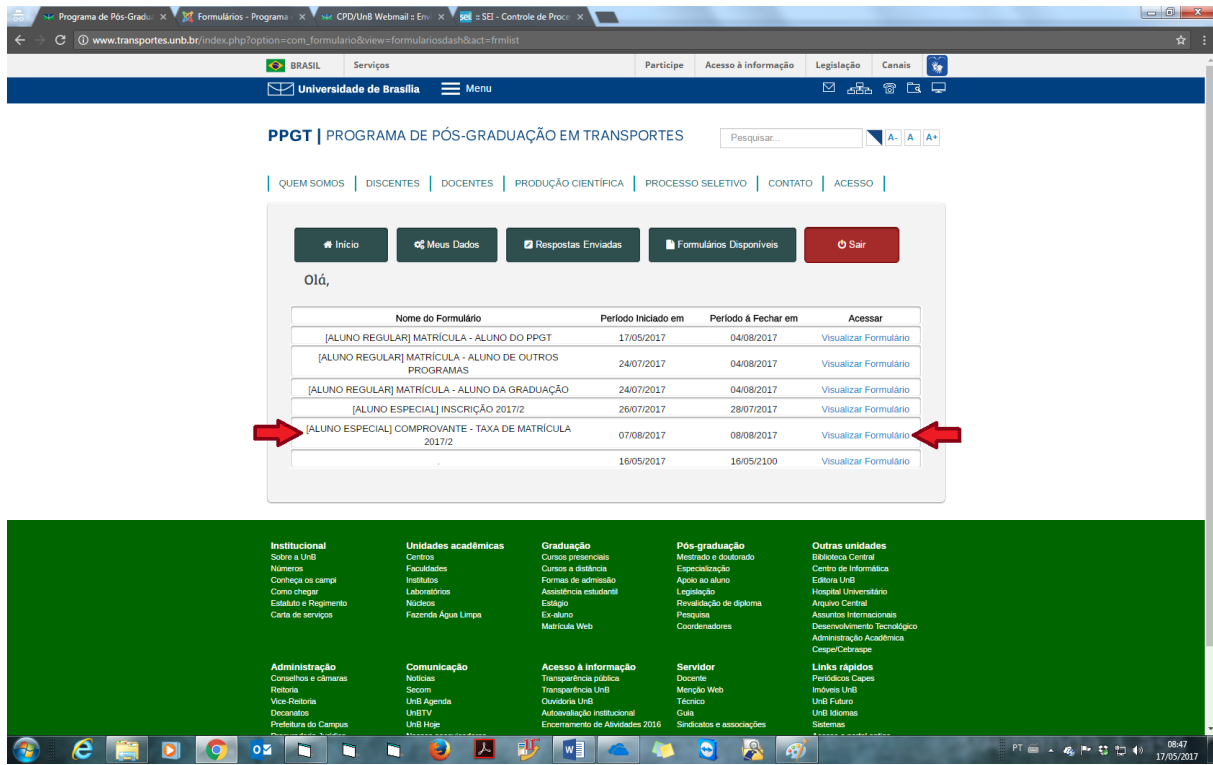 Programa de Pós-Gradu
Formulários - Programa
CPD/UnB Webmail :: Env
:: SEI - Controle de Proce
www.transportes.unb.br/index.php?option=com_formulario&view=formulariosdash&act=frmlist
BRASIL Serviços Participe Acesso à informação Legislação Canais
Universidade de Brasília Menu
PPGT | PROGRAMA DE PÓS-GRADUAÇÃO EM TRANSPORTES
Pesquisar...
A- A A+
QUEM SOMOS DISCENTES DOCENTES PRODUÇÃO CIENTÍFICA PROCESSO SELETIVO CONTATO ACESSO
Início Meus Dados Respostas Enviadas Formulários Disponíveis Sair
Olá,
Nome do Formulário Período Iniciado em Período á Fechar em Acessar
[ALUNO REGULAR] MATRÍCULA - ALUNO DO PPGT 17/05/2017 04/08/2017 Visualizar Formulário
[ALUNO REGULAR] MATRÍCULA - ALUNO DE OUTROS
PROGRAMAS 24/07/2017 04/08/2017 Visualizar Formulário
[ALUNO REGULAR] MATRÍCULA - ALUNO DA GRADUAÇÃO 24/07/2017 04/08/2017 Visualizar Formulário
[ALUNO ESPECIAL] INSCRIÇÃO 2017/2 26/07/2017 28/07/2017 Visualizar Formulário
[ALUNO ESPECIAL] COMPROVANTE - TAXA DE MATRÍCULA
2017/2 07/08/2017 08/08/2017 Visualizar Formulário
. 16/05/2017 16/05/2100 Visualizar Formulário
Institucional
Sobre a UnB
Números
Conheça os campi
Como chegar
Estatuto e Regimento
Carta de serviços
Unidades acadêmicas
Centros
Faculdades
Institutos
Laboratórios
Núcleos
Fazenda Água Limpa
Graduação
Cursos presenciais
Cursos a distância
Formas de admissão
Assistência estudantil
Estágio
Ex-aluno
Matrícula Web
Pós-graduação
Mestrado e doutorado
Especialização
Apoio ao aluno
Legislação
Revalidação de diploma
Pesquisa
Coordenadores
Outras unidades
Biblioteca Central
Centro de Informática
Editora UnB
Hospital Universitário
Arquivo Central
Assuntos Internacionais
Desenvolvimento Tecnológico
Administração Acadêmica
Cespe/Cebraspe
Administração
Conselhos e câmaras
Reitoria
Vice-Reitoria
Decanatos
Prefeitura do Campus
Comunicação
Notícias
Secom
UnB Agenda
UnBTV
UnB Hoje
Acesso à informação
Transparência pública
Transparência UnB
Ouvidoria UnB
Autoavaliação institucional
Encerramento de Atividades 2016
Servidor
Docente
Menção Web
Técnico
Guia
Sindicatos e associações
Links rápidos
Periódicos Capes
Imóveis UnB
UnB Futuro
UnB Idiomas
Sistemas
PT
08:47
17/05/2017